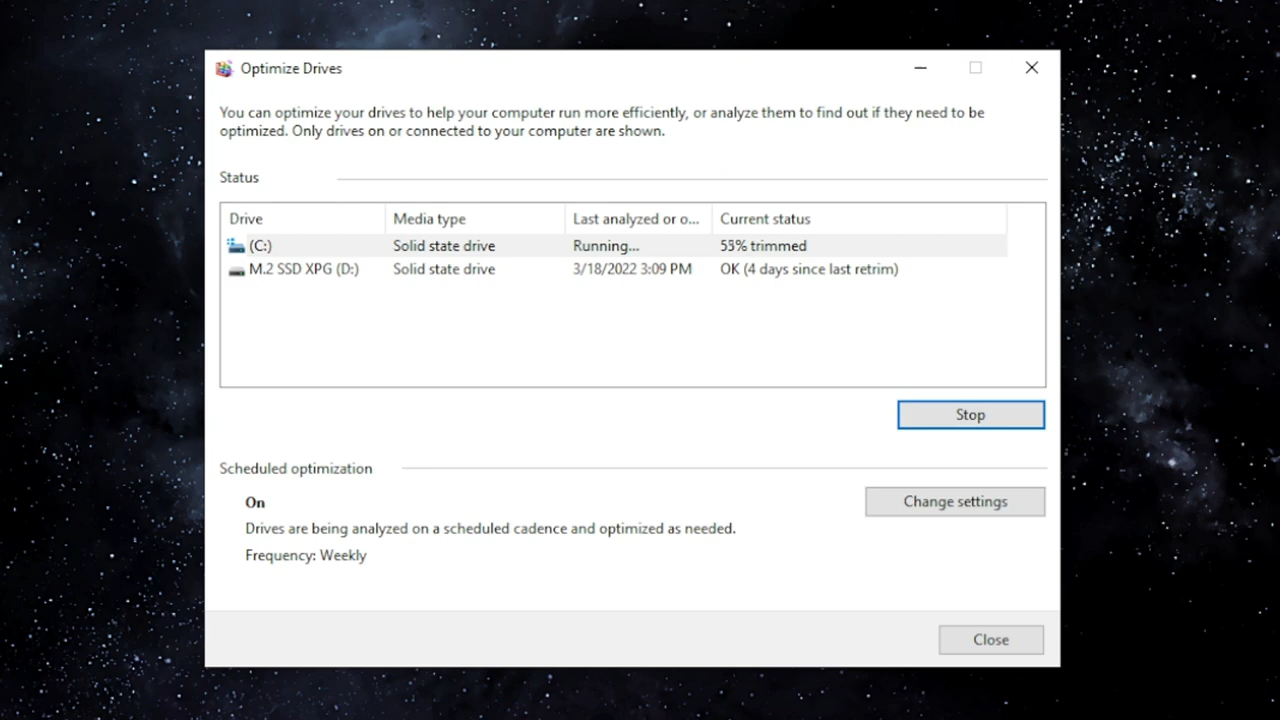 Optimize Drives
You can optimize your drives to help your computer run more efficiently, or analyze them to find out if they need to be
optimized. Only drives on or connected to your computer are shown.
Status
Drive Media type Last analyzed or o... Current status
(C:) Solid state drive Running... 53% trimmed
M.2 SSD XPG (D:) Solid state drive 3/18/2022 3:09 PM OK (4 days since last retrim)
Stop
Scheduled optimization
On
Change settings
Drives are being analyzed on a scheduled cadence and optimized as needed.
Frequency: Weekly
Close